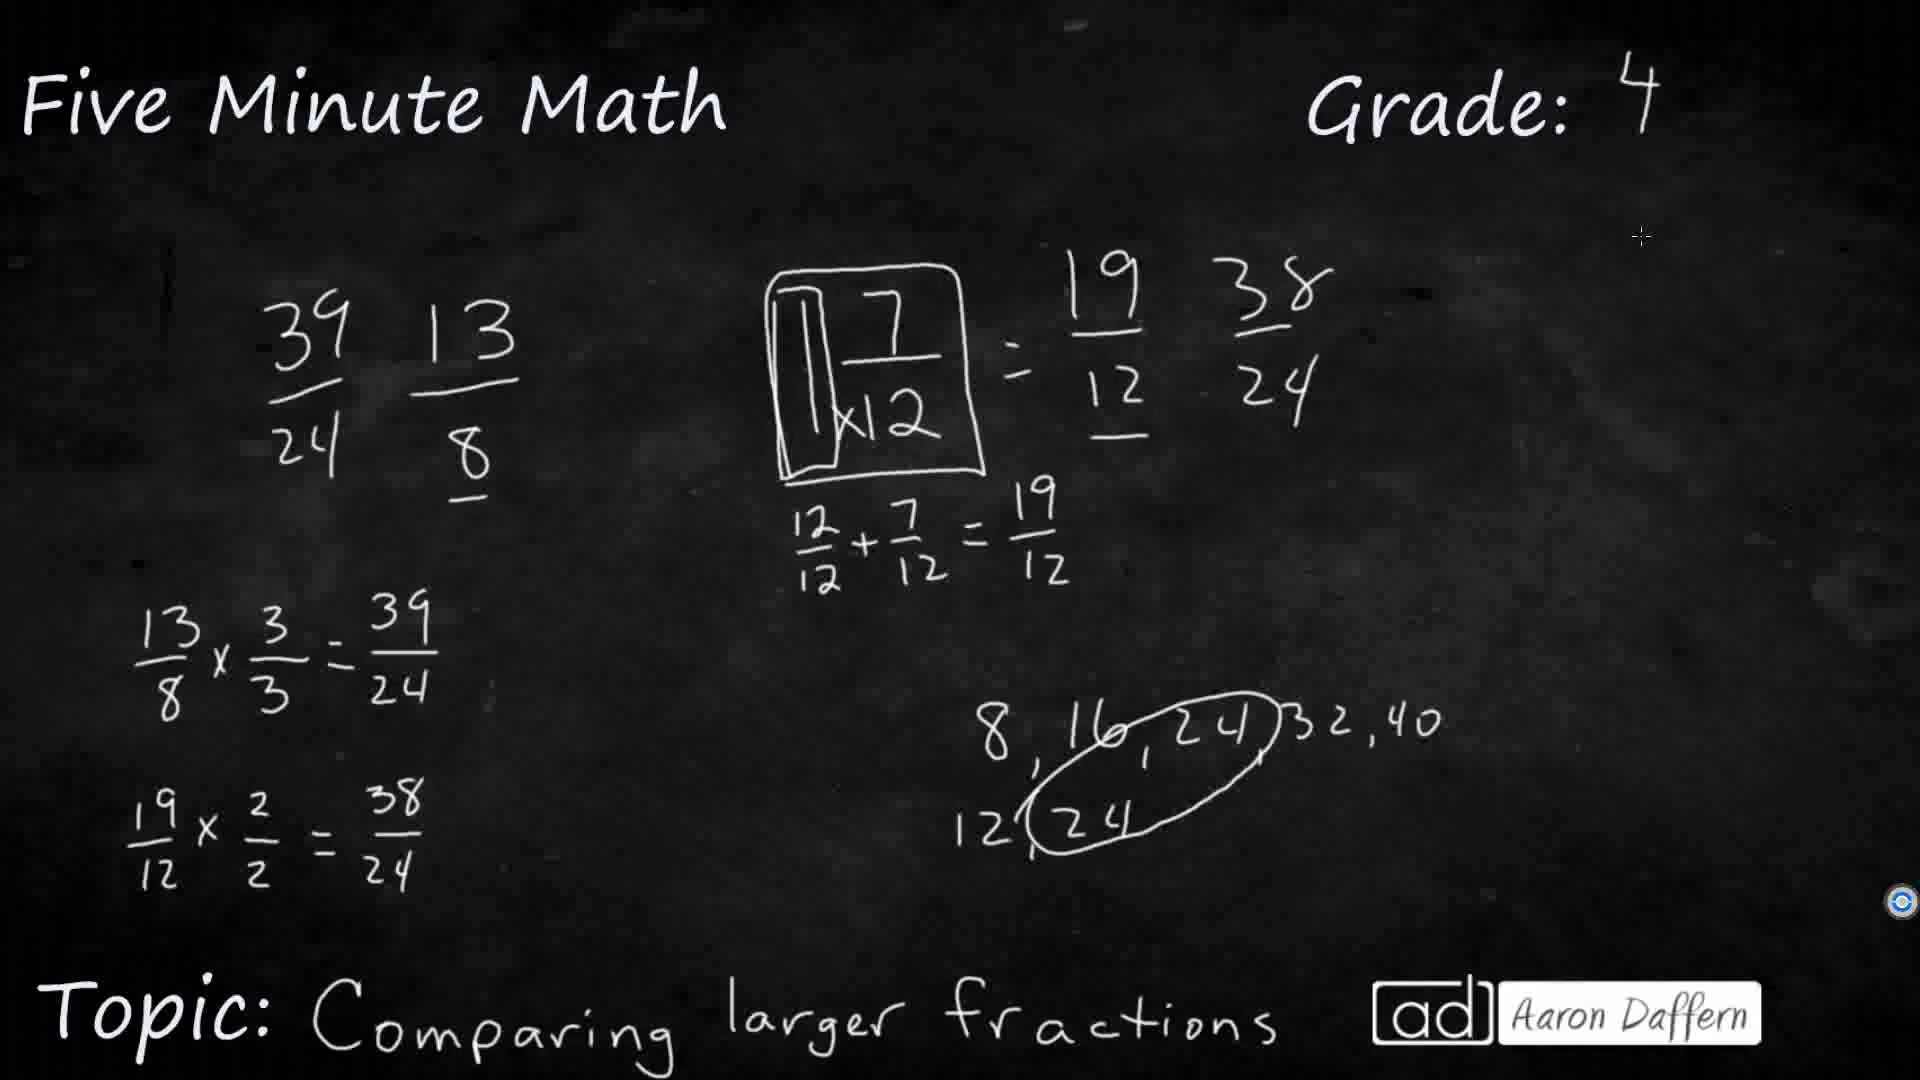 Five Minute Math
Grade: 4
39/24 13/8
1 7/×12 = 19/12 38/24
12/12 + 7/12 = 19/12
13/8 x 3/3 = 39/24
19/12 x 2/2 = 38/24
8, 16, 24, 32, 40
12, 24
Topic: Comparing larger fractions
ad Aaron Daffern